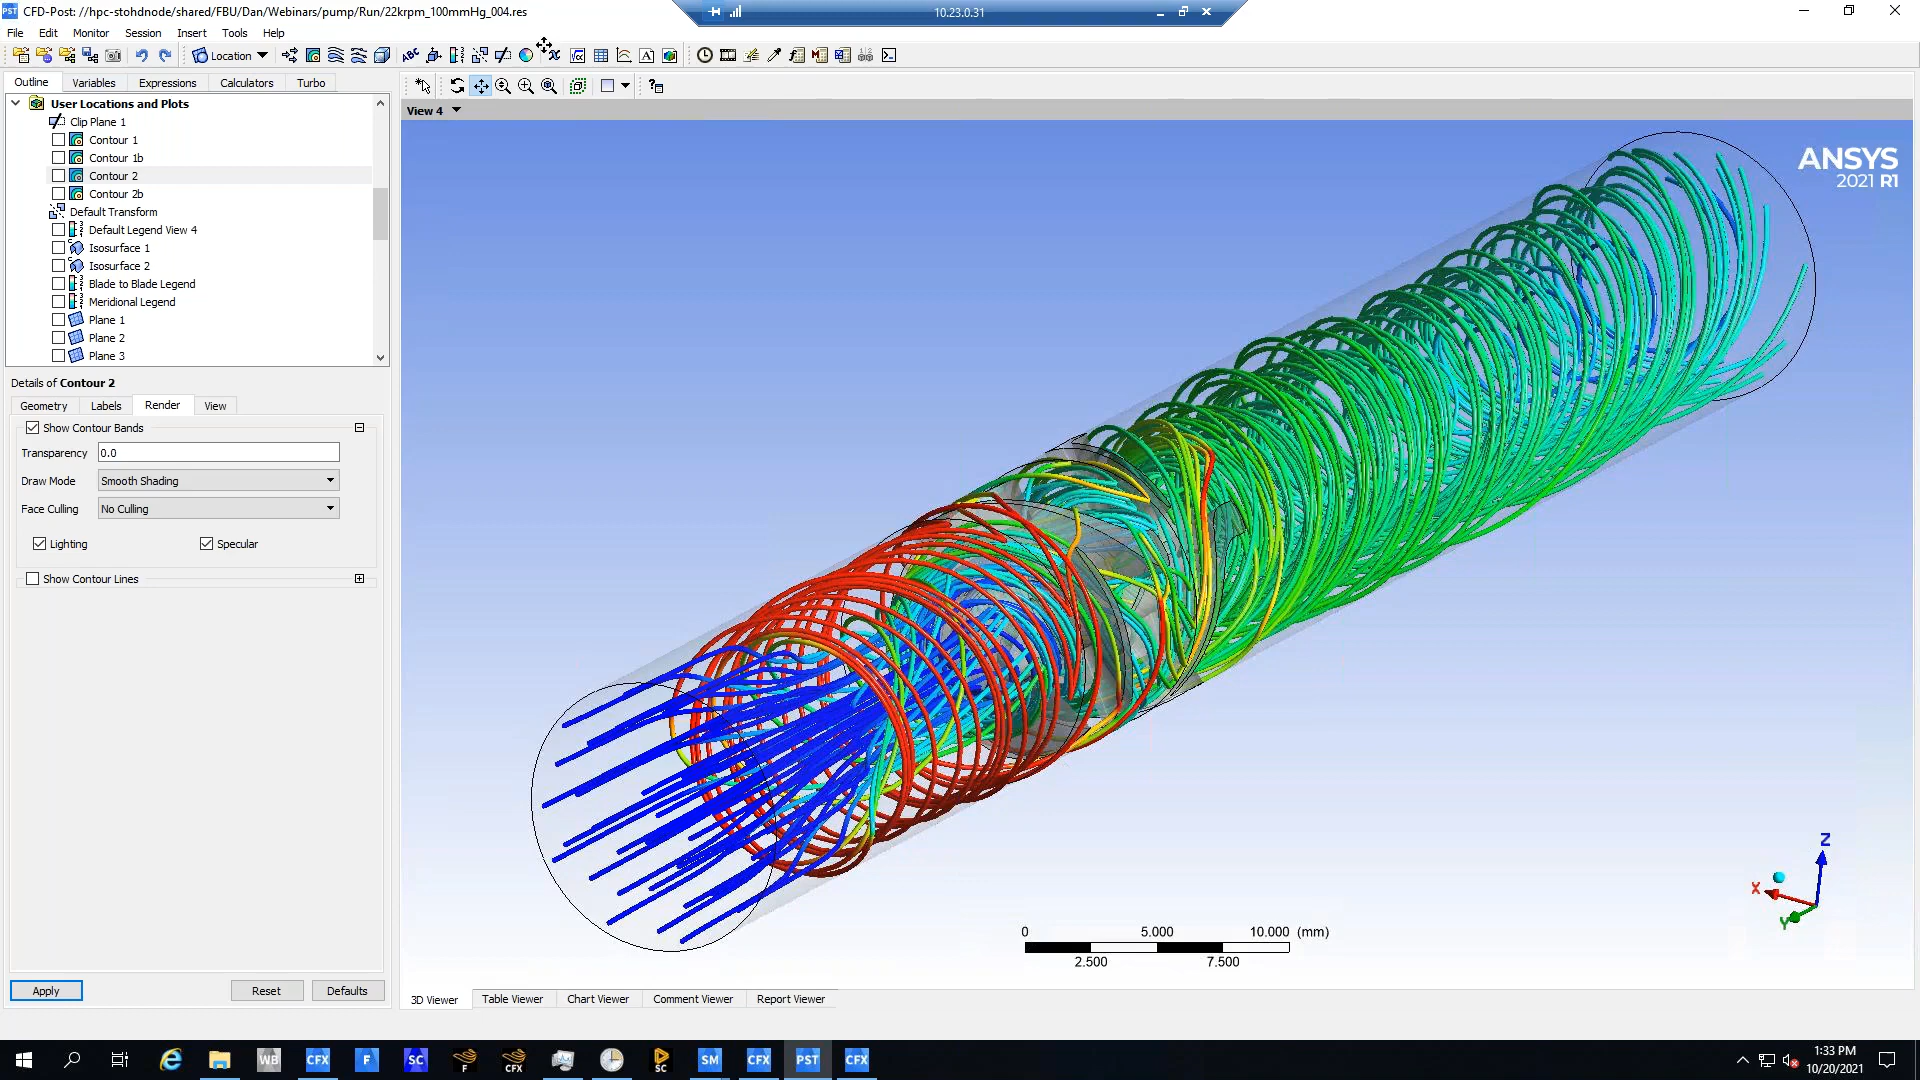 PST CFD-Post: //hpc-stohdnode/shared/FBU/Dan/Webinars/pump/Run/22krpm_100mmHg_004.res
10.23.0.31
File Edit Monitor Session Insert Tools Help
Location
Outline Variables Expressions Calculators Turbo
View 4
User Locations and Plots
Clip Plane 1
Contour 1
Contour 1b
Contour 2
Contour 2b
Default Transform
Default Legend View 4
Isosurface 1
Isosurface 2
Blade to Blade Legend
Meridional Legend
Plane 1
Plane 2
Plane 3
Details of Contour 2
Geometry Labels Render View
Show Contour Bands
Transparency 0.0
Draw Mode Smooth Shading
Face Culling No Culling
Lighting Specular
Show Contour Lines
Apply Reset Defaults
ANSYS
2021 R1
Z
X
Y
0 5.000 10.000 (mm)
2.500 7.500
3D Viewer Table Viewer Chart Viewer Comment Viewer Report Viewer
WB CFX F SC F CFX SC SM CFX PST CFX
1:33 PM
10/20/2021